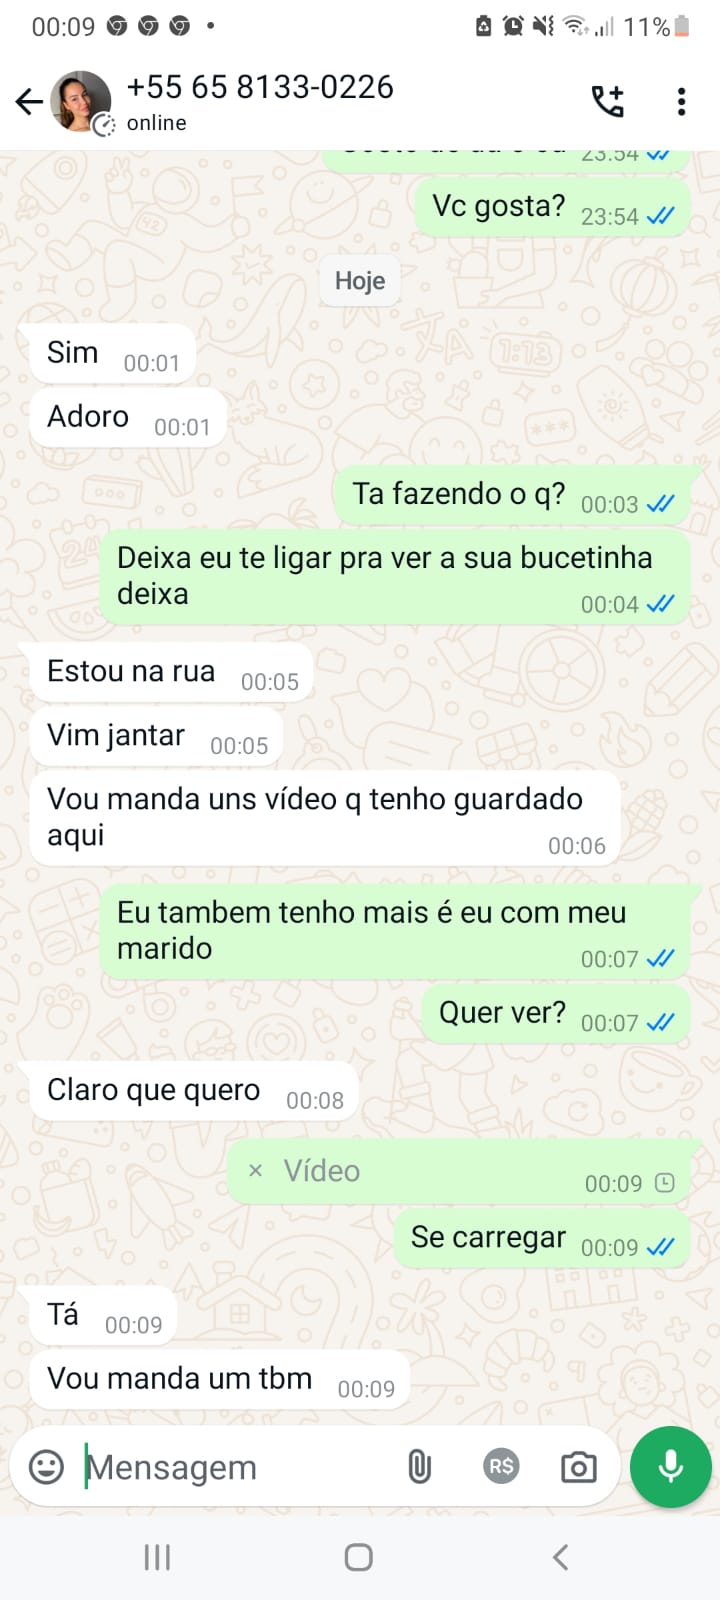 00:09
11%
+55 65 8133-0226
online
23:54
Vc gosta? 23:54
Hoje
Sim 00:01
Adoro 00:01
Ta fazendo o q? 00:03
Deixa eu te ligar pra ver a sua bucetinha
deixa 00:04
Estou na rua 00:05
Vim jantar 00:05
Vou manda uns vídeo q tenho guardado
aqui 00:06
Eu tambem tenho mais é eu com meu
marido 00:07
Quer ver? 00:07
Claro que quero 00:08
× Vídeo 00:09
Se carregar 00:09
Tá 00:09
Vou manda um tbm 00:09
Mensagem
R$